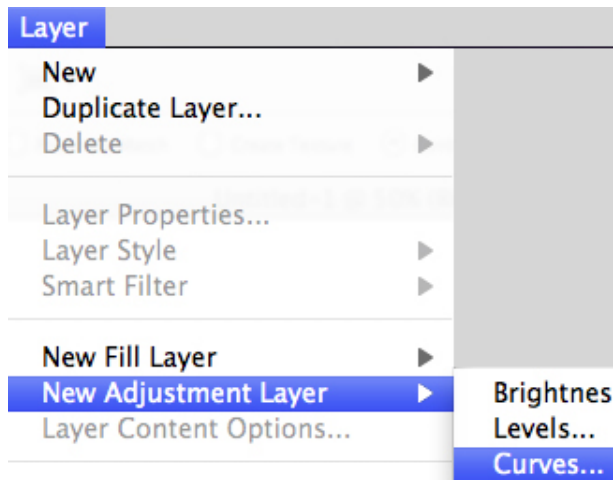 Layer
New
Duplicate Layer...
Delete
Layer Properties...
Layer Style
Smart Filter
New Fill Layer
New Adjustment Layer
Layer Content Options...
Brightnes
Levels...
Curves...